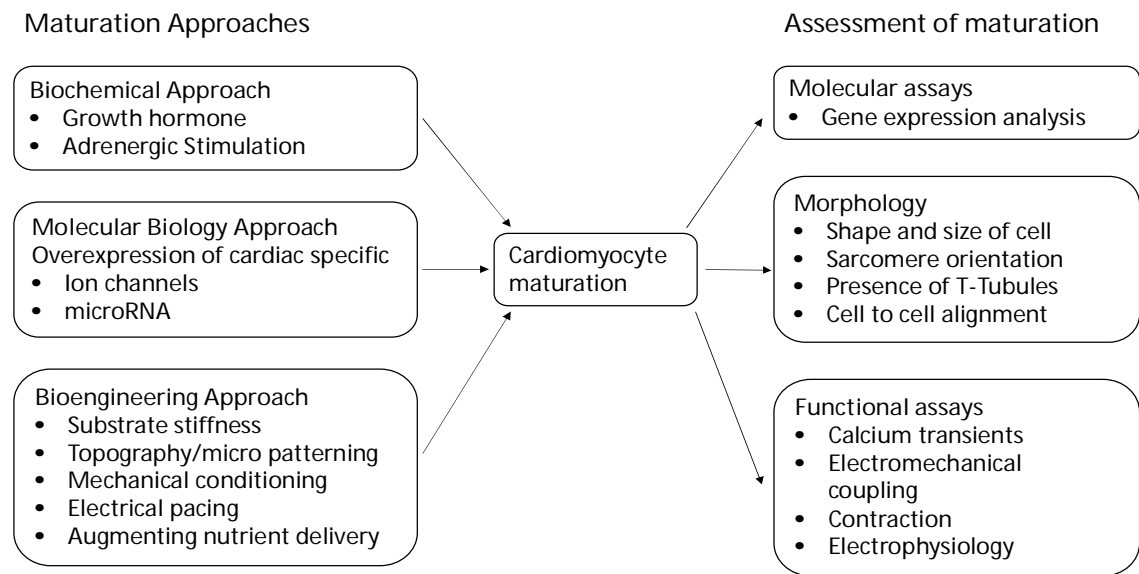 Maturation Approaches
Biochemical Approach
• Growth hormone
• Adrenergic Stimulation
Molecular Biology Approach
Overexpression of cardiac specific
• Ion channels
• microRNA
Bioengineering Approach
• Substrate stiffness
• Topography/micro patterning
• Mechanical conditioning
• Electrical pacing
• Augmenting nutrient delivery
Cardiomyocyte
maturation
Assessment of maturation
Molecular assays
• Gene expression analysis
Morphology
• Shape and size of cell
• Sarcomere orientation
• Presence of T-Tubules
• Cell to cell alignment
Functional assays
• Calcium transients
• Electromechanical
coupling
• Contraction
• Electrophysiology